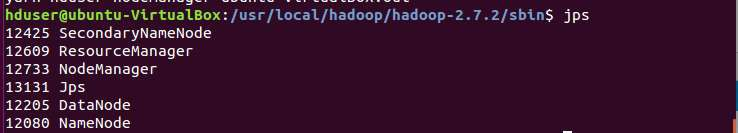 hduser@ubuntu-VirtualBox:/usr/local/hadoop/hadoop-2.7.2/sbin$ jps
12425 SecondaryNameNode
12609 ResourceManager
12733 NodeManager
13131 Jps
12205 DataNode
12080 NameNode